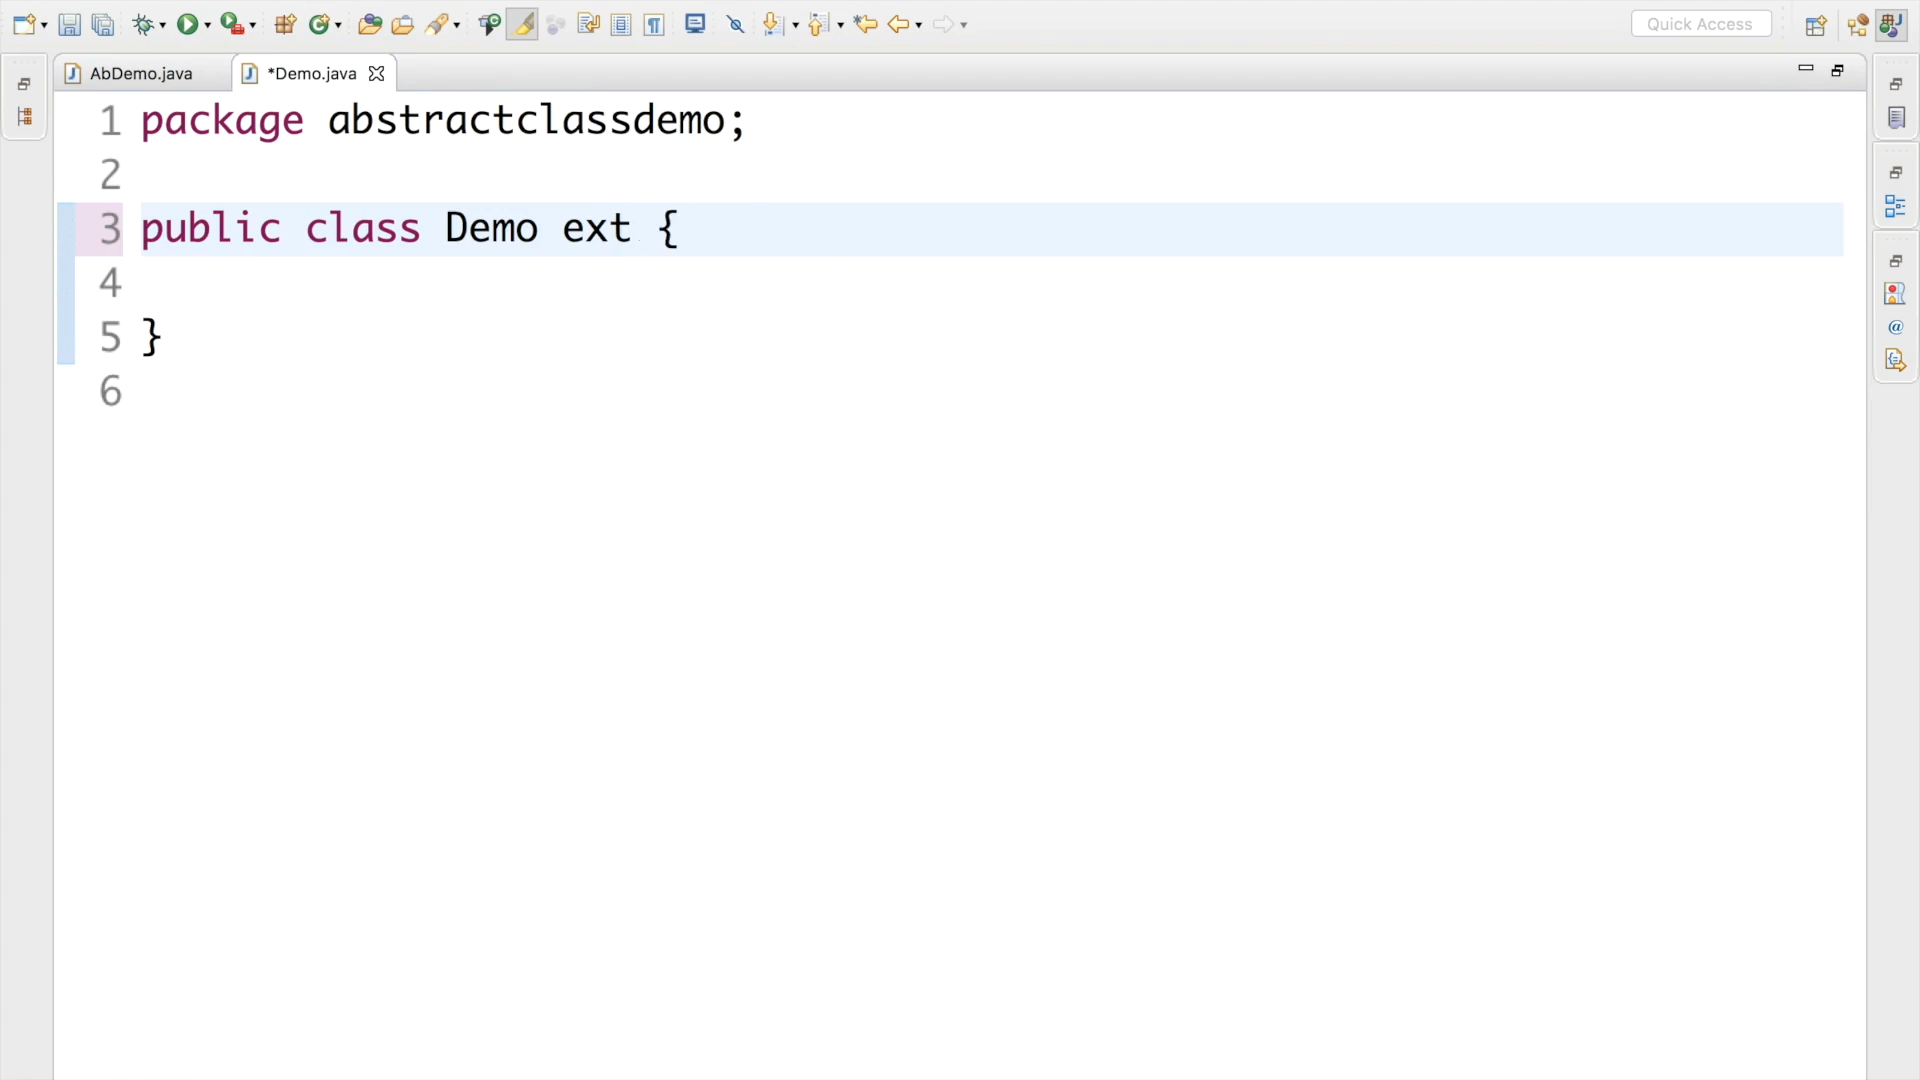 Quick Access
AbDemo.java
*Demo.java
1 package abstractclassdemo;
2
3 public class Demo ext {
4
5 }
6